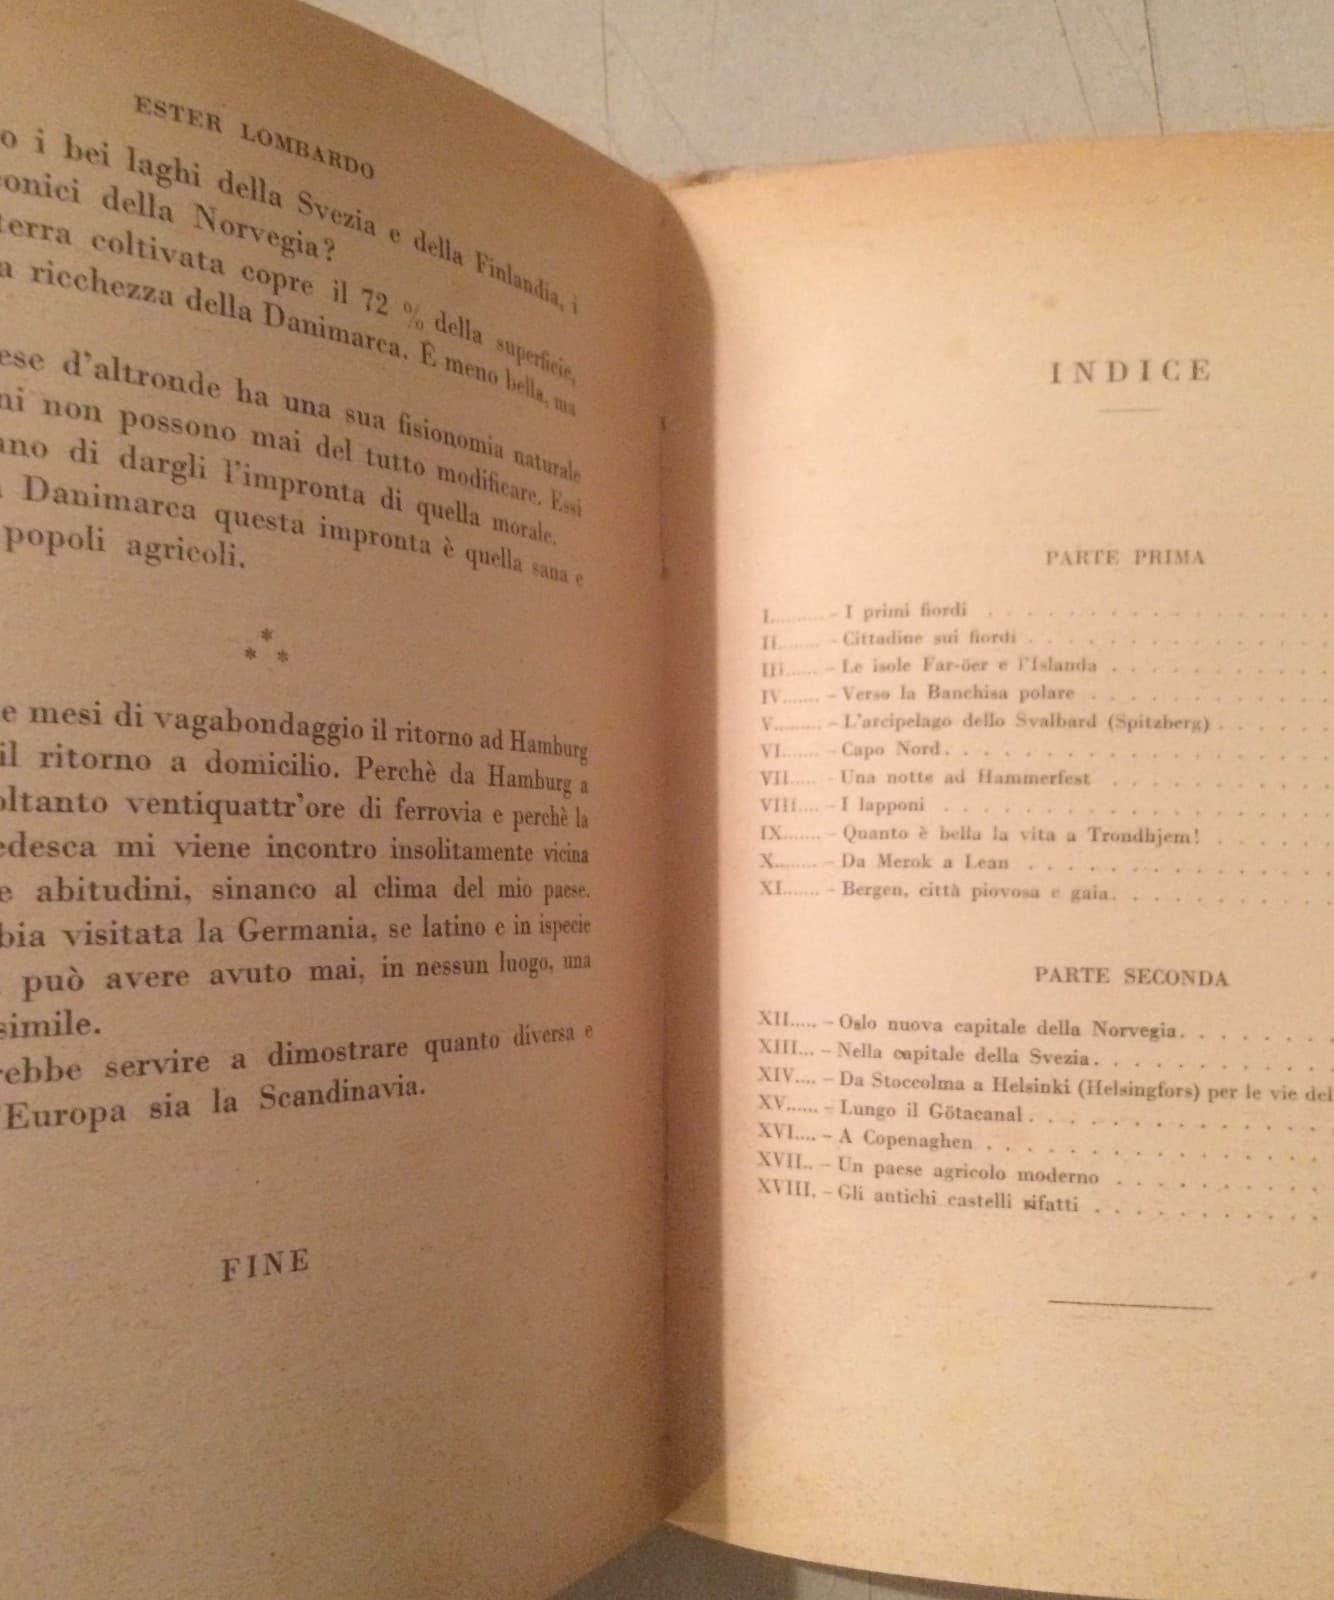 ESTER LOMBARDO
o i bei laghi della Svezia e della Finlandia, i
onici della Norvegia?
terra coltivata copre il 72 % della superficie,
a ricchezza della Danimarca. È meno bella, ma
ese d'altronde ha una sua fisionomia naturale
ni non possono mai del tutto modificare. Essi
ano di dargli l'impronta di quella morale.
Danimarca questa impronta è quella sana e
popoli agricoli.
* * *
e mesi di vagabondaggio il ritorno ad Hamburg
il ritorno a domicilio. Perchè da Hamburg a
oltanto ventiquattr'ore di ferrovia e perchè la
edesca mi viene incontro insolitamente vicina
e abitudini, sinanco al clima del mio paese.
bia visitata la Germania, se latino e in ispecie
può avere avuto mai, in nessun luogo, una
simile.
rebbe servire a dimostrare quanto diversa e
'Europa sia la Scandinavia.
FINE
INDICE
PARTE PRIMA
I......... – I primi fiordi . . . . . . . . . . . . .
II........ – Cittadine sui fiordi . . . . . . . . . . .
III...... – Le isole Far-öer e l'Islanda . . . . . . . .
IV....... – Verso la Banchisa polare . . . . . . . . .
V......... – L'arcipelago dello Svalbard (Spitzberg) . . . .
VI....... – Capo Nord. . . . . . . . . . . . . .
VII..... – Una notte ad Hammerfest . . . . . . . .
VIII.... – I lapponi . . . . . . . . . . . . . .
IX....... – Quanto è bella la vita a Trondhjem! . . . . .
X........ – Da Merok a Lean . . . . . . . . . . .
XI....... – Bergen, città piovosa e gaia. . . . . . . . .
PARTE SECONDA
XII..... – Oslo nuova capitale della Norvegia. . . . . .
XIII... – Nella capitale della Svezia. . . . . . . . .
XIV.... – Da Stoccolma a Helsinki (Helsingfors) per le vie del
XV...... – Lungo il Götacanal . . . . . . . . . . .
XVI.... – A Copenaghen . . . . . . . . . . . . .
XVII.. – Un paese agricolo moderno . . . . . . . .
XVIII. – Gli antichi castelli rifatti . . . . . . . . .